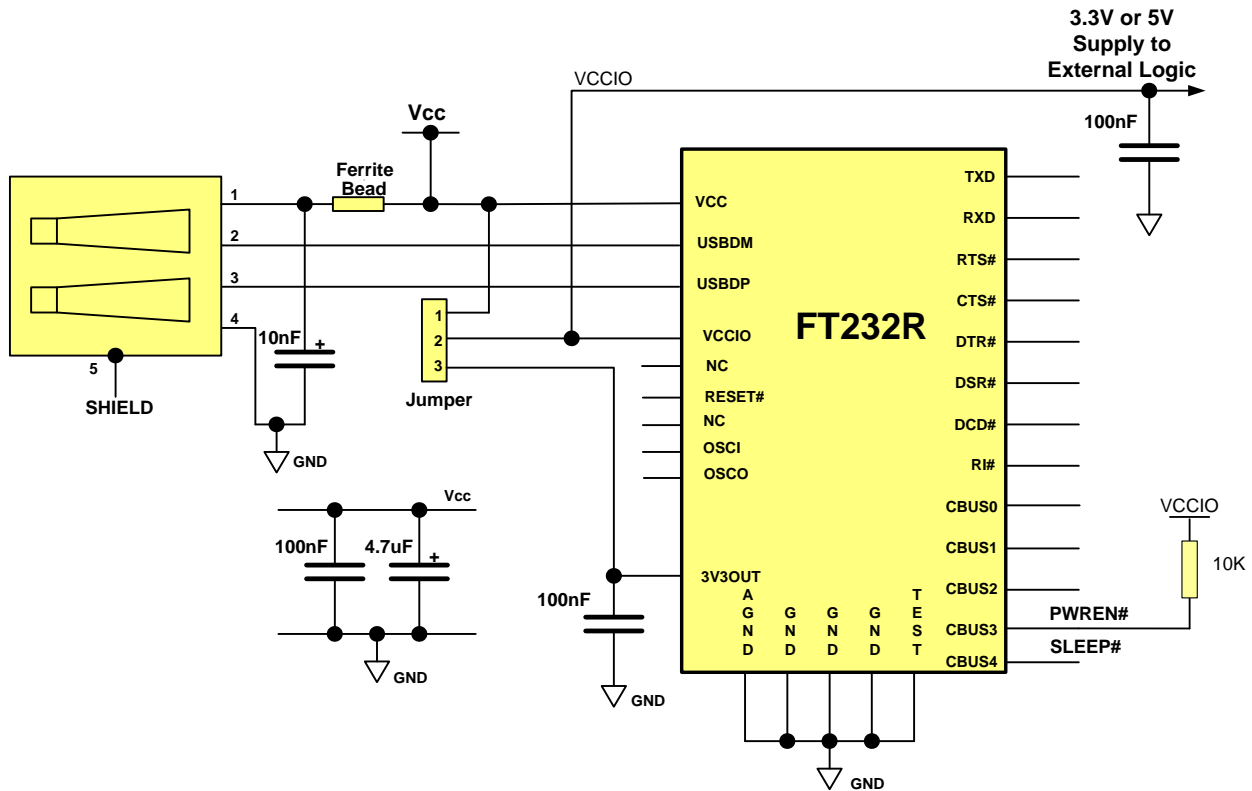 3.3V or 5V
Supply to
External Logic
VCCIO
100nF
Vcc
Ferrite
Bead
1
2
3
4
5
SHIELD
10nF
+
GND
1
2
3
Jumper
FT232R
VCC
USBDM
USBDP
VCCIO
NC
RESET#
NC
OSCI
OSCO
3V3OUT
AGND
GND
GND
GND
TEST
TXD
RXD
RTS#
CTS#
DTR#
DSR#
DCD#
RI#
CBUS0
CBUS1
CBUS2
CBUS3
CBUS4
PWREN#
SLEEP#
VCCIO
10K
Vcc
100nF
4.7uF
+
GND
100nF
GND
GND